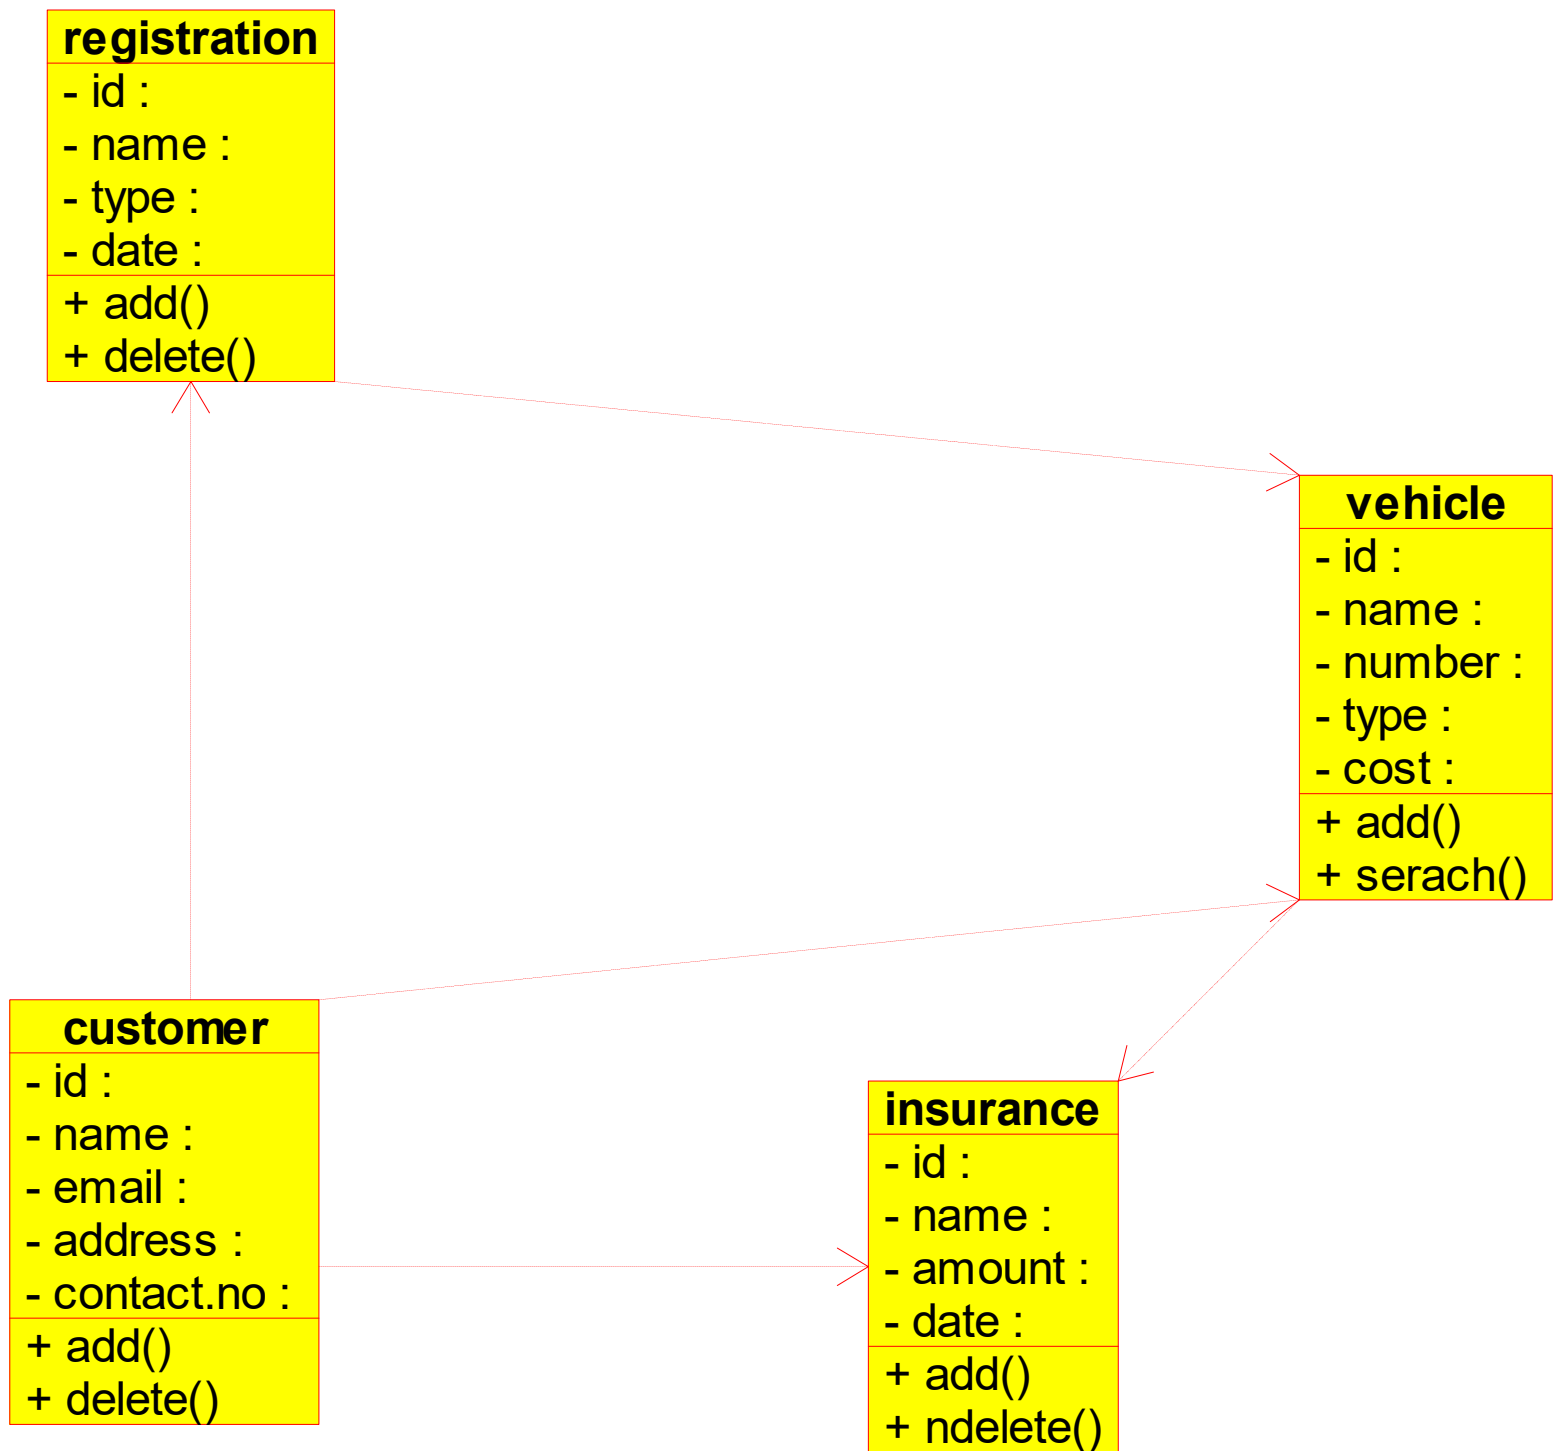 registration
- id :
- name :
- type :
- date :
+ add()
+ delete()
vehicle
- id :
- name :
- number :
- type :
- cost :
+ add()
+ serach()
customer
- id :
- name :
- email :
- address :
- contact.no :
+ add()
+ delete()
insurance
- id :
- name :
- amount :
- date :
+ add()
+ ndelete()